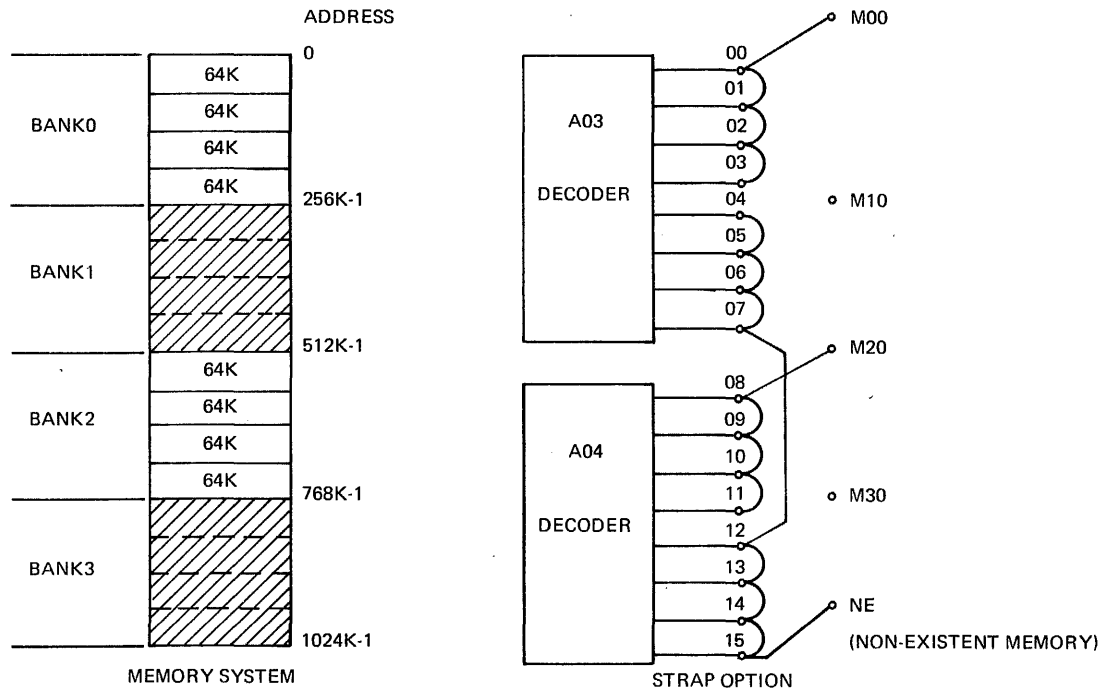 ADDRESS
0
BANK0
64K
64K
64K
64K
256K-1
BANK1
512K-1
BANK2
64K
64K
64K
64K
768K-1
BANK3
1024K-1
MEMORY SYSTEM
A03
DECODER
00
01
02
03
04
05
06
07
A04
DECODER
08
09
10
11
12
13
14
15
M00
M10
M20
M30
NE
(NON-EXISTENT MEMORY)
STRAP OPTION